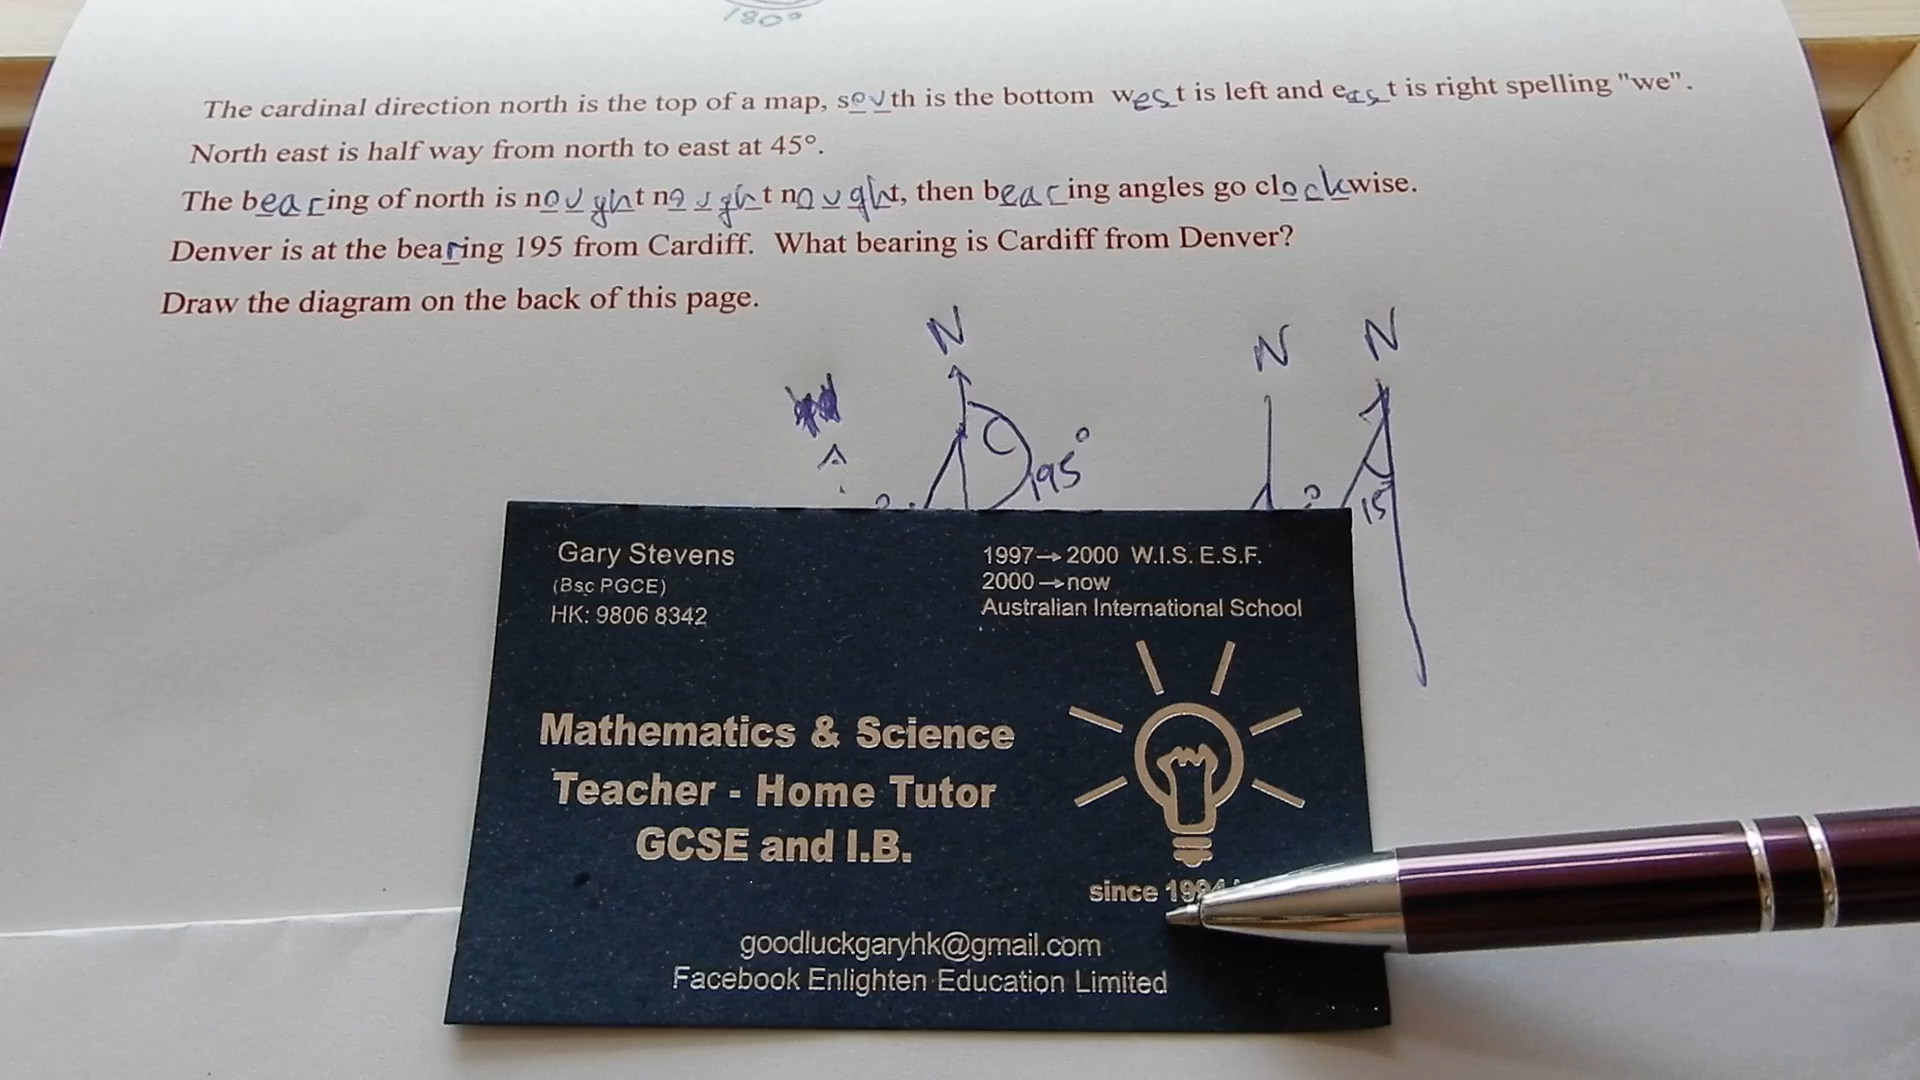 180°
The cardinal direction north is the top of a map, south is the bottom west is left and east is right spelling "we".
North east is half way from north to east at 45°.
The bearing of north is nought nought nought, then bearing angles go clockwise.
Denver is at the bearing 195 from Cardiff. What bearing is Cardiff from Denver?
Draw the diagram on the back of this page.
N
N
N
195°
?
?
15
Gary Stevens
(Bsc PGCE)
HK: 9806 8342
1997→2000 W.I.S. E.S.F.
2000→now
Australian International School
Mathematics & Science
Teacher - Home Tutor
GCSE and I.B.
since
goodluckgaryhk@gmail.com
Facebook Enlighten Education Limited